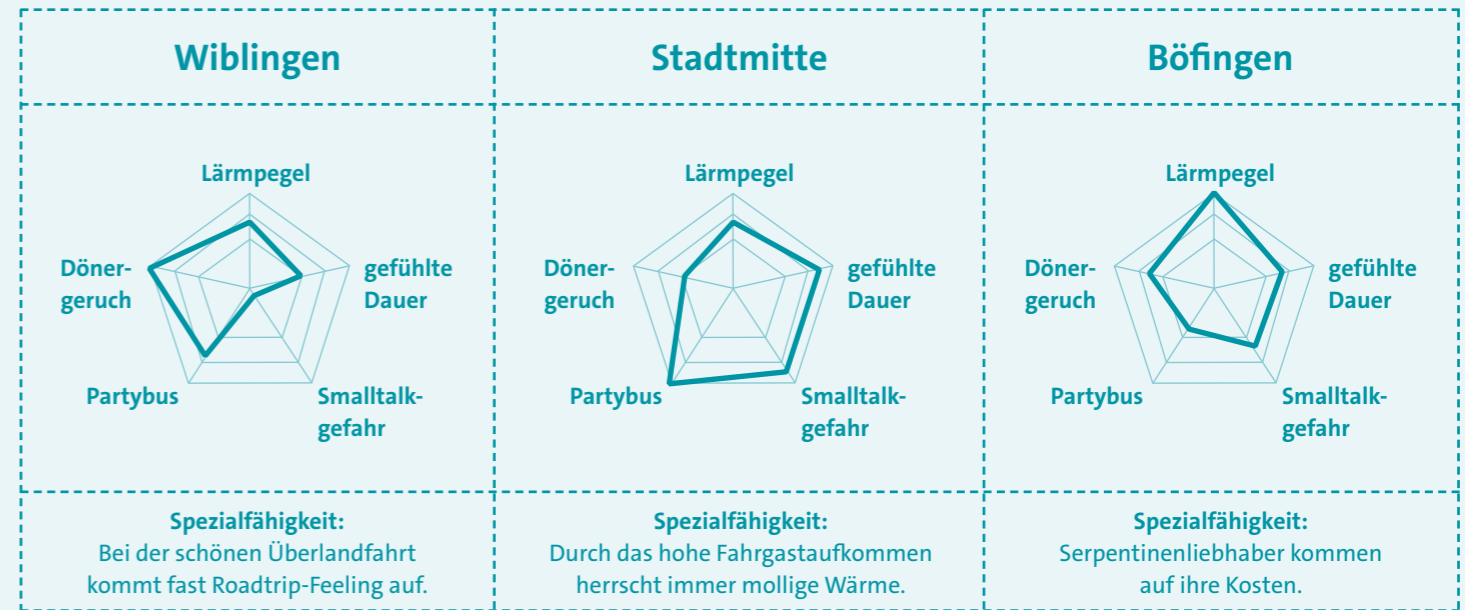 Wiblingen
Stadtmitte
Böfingen
Lärmpegel
Döner-
geruch
gefühlte
Dauer
Partybus
Smalltalk-
gefahr
Lärmpegel
Döner-
geruch
gefühlte
Dauer
Partybus
Smalltalk-
gefahr
Lärmpegel
Döner-
geruch
gefühlte
Dauer
Partybus
Smalltalk-
gefahr
Spezialfähigkeit:
Bei der schönen Überlandfahrt
kommt fast Roadtrip-Feeling auf.
Spezialfähigkeit:
Durch das hohe Fahrgastaufkommen
herrscht immer mollige Wärme.
Spezialfähigkeit:
Serpentinenliebhaber kommen
auf ihre Kosten.